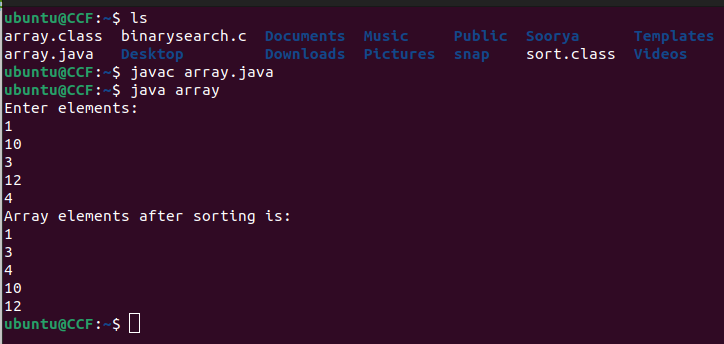 ubuntu@CCF:~$ ls
array.class  binarysearch.c  Documents  Music     Public  Soorya      Templates
array.java   Desktop         Downloads  Pictures  snap    sort.class  Videos
ubuntu@CCF:~$ javac array.java
ubuntu@CCF:~$ java array
Enter elements:
1
10
3
12
4
Array elements after sorting is:
1
3
4
10
12
ubuntu@CCF:~$